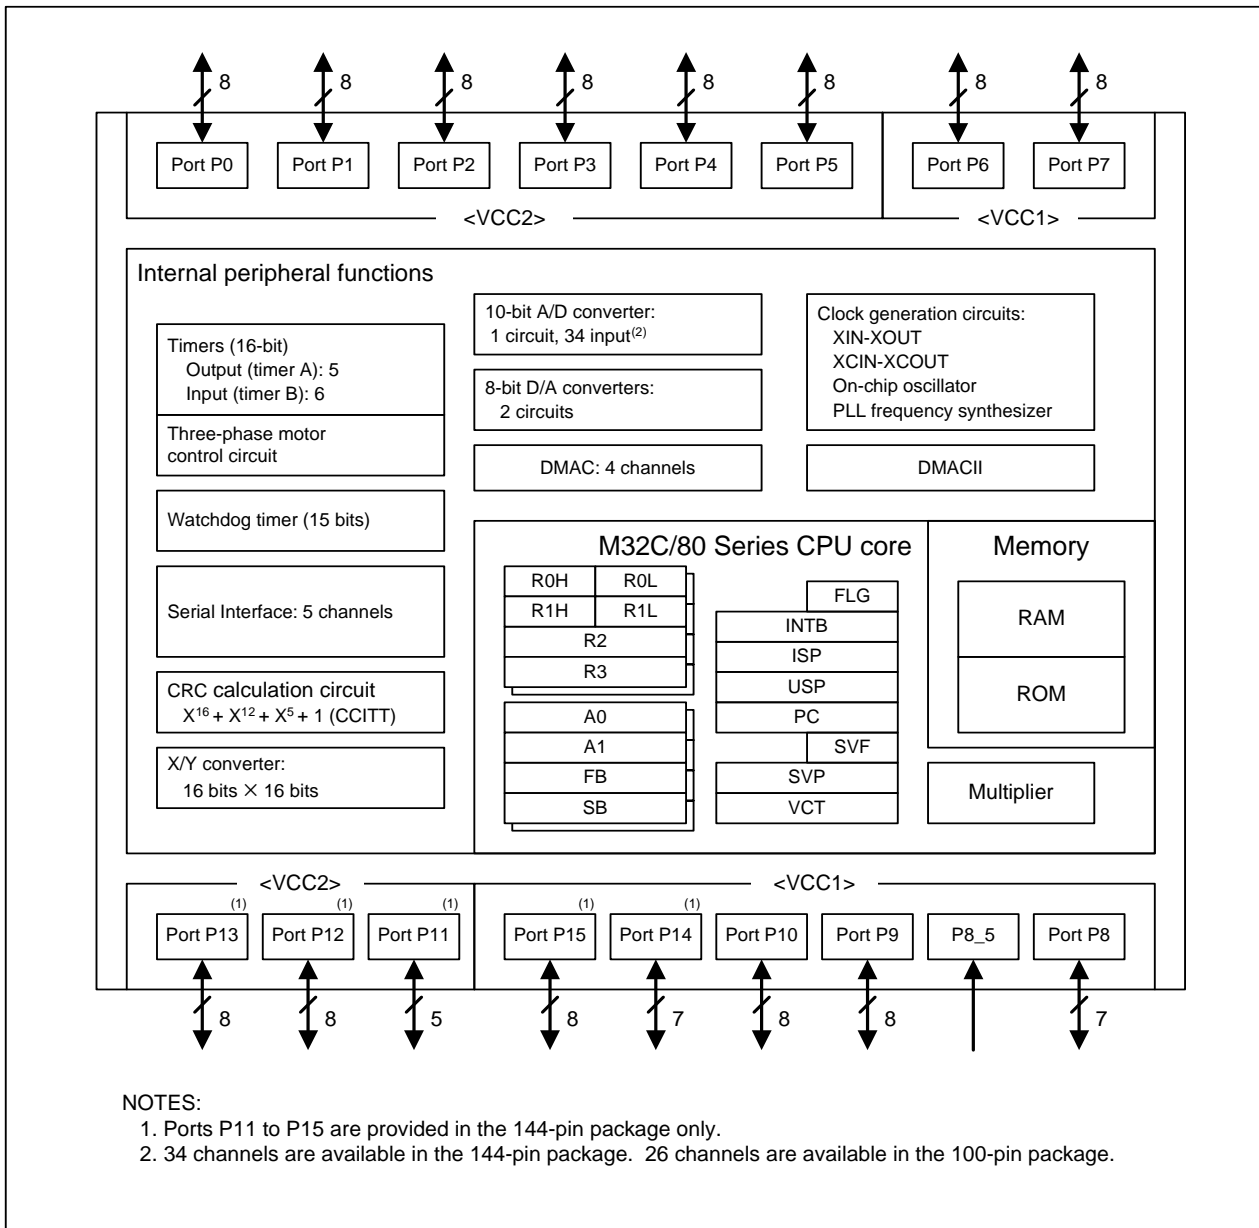 8 8 8 8 8 8 8 8
Port P0 Port P1 Port P2 Port P3 Port P4 Port P5 Port P6 Port P7
<VCC2> <VCC1>
Internal peripheral functions
Timers (16-bit)
Output (timer A): 5
Input (timer B): 6
Three-phase motor
control circuit
Watchdog timer (15 bits)
Serial Interface: 5 channels
CRC calculation circuit
X¹⁶ + X¹² + X⁵ + 1 (CCITT)
X/Y converter:
16 bits × 16 bits
10-bit A/D converter:
1 circuit, 34 input⁽²⁾
8-bit D/A converters:
2 circuits
DMAC: 4 channels
Clock generation circuits:
XIN-XOUT
XCIN-XCOUT
On-chip oscillator
PLL frequency synthesizer
DMACII
M32C/80 Series CPU core
R0H R0L
R1H R1L
R2
R3
A0
A1
FB
SB
FLG
INTB
ISP
USP
PC
SVF
SVP
VCT
Memory
RAM
ROM
Multiplier
<VCC2> <VCC1>
(1) (1) (1) (1) (1)
Port P13 Port P12 Port P11 Port P15 Port P14 Port P10 Port P9 P8_5 Port P8
8 8 5 8 7 8 8 7
NOTES:
1. Ports P11 to P15 are provided in the 144-pin package only.
2. 34 channels are available in the 144-pin package. 26 channels are available in the 100-pin package.